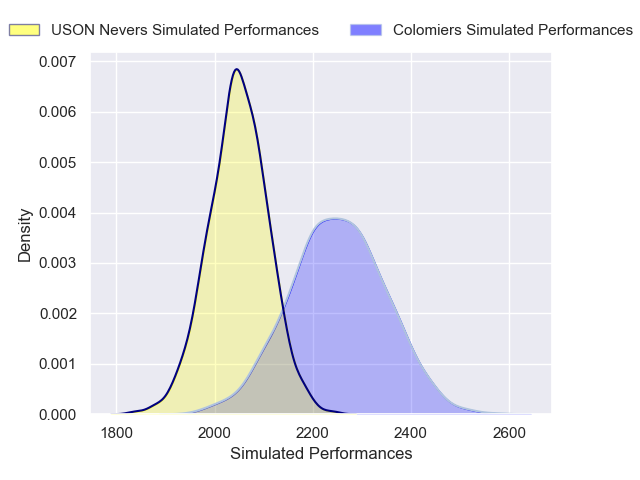 USON Nevers Simulated Performances Colomiers Simulated Performances
0.007
0.006
0.005
0.004
0.003
0.002
0.001
0.000
Density
1800 2000 2200 2400 2600
Simulated Performances